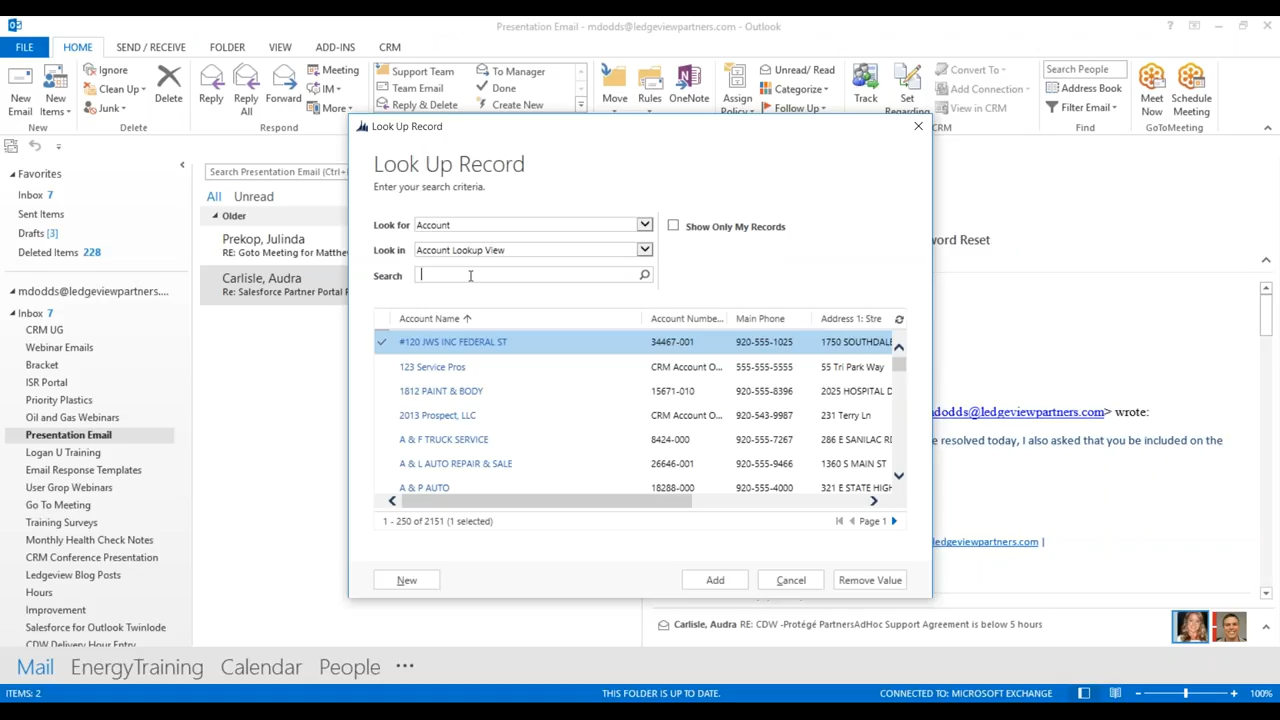 Presentation Email - mdodds@ledgeviewpartners.com - Outlook
FILE HOME SEND / RECEIVE FOLDER VIEW ADD-INS CRM
New Email
New Items
Ignore
Clean Up
Junk
Delete
Reply
Reply All
Forward
Meeting
IM
More
Support Team
Team Email
Reply & Delete
To Manager
Done
Create New
Move
Rules
OneNote
Assign Policy
Unread/ Read
Categorize
Follow Up
Track
Set Regarding
Convert To
Add Connection
View in CRM
Search People
Address Book
Filter Email
Meet Now
Schedule Meeting
New Delete Respond CRM Find GoToMeeting
Favorites
Inbox 7
Sent Items
Drafts [3]
Deleted Items 228
mdodds@ledgeviewpartners....
Inbox 7
CRM UG
Webinar Emails
Bracket
ISR Portal
Priority Plastics
Oil and Gas Webinars
Presentation Email
Logan U Training
Email Response Templates
User Grop Webinars
Go To Meeting
Training Surveys
Monthly Health Check Notes
CRM Conference Presentation
Ledgeview Blog Posts
Hours
Improvement
Salesforce for Outlook Twinlode
CDW Delivery Hour Entry
Search Presentation Email (Ctrl+
All Unread
Older
Prekop, Julinda
RE: Goto Meeting for Matthew
Carlisle, Audra
Re: Salesforce Partner Portal
Look Up Record
Look Up Record
Enter your search criteria.
Look for Account
Show Only My Records
Look in Account Lookup View
Search
Account Name Account Numbe... Main Phone Address 1: Stre
#120 JWS INC FEDERAL ST 34467-001 920-555-1025 1750 SOUTHDALE
123 Service Pros CRM Account O... 555-555-5555 55 Tri Park Way
1812 PAINT & BODY 15671-010 920-555-8396 2025 HOSPITAL D
2013 Prospect, LLC CRM Account O... 920-543-9987 231 Terry Ln
A & F TRUCK SERVICE 8424-000 920-555-7267 286 E SANILAC RD
A & L AUTO REPAIR & SALE 26646-001 920-555-9466 1360 S MAIN ST
A & P AUTO 18288-000 920-555-4000 321 E STATE HIGH
1 - 250 of 2151 (1 selected)
Page 1
New Add Cancel Remove Value
word Reset
mdodds@ledgeviewpartners.com> wrote:
e resolved today, I also asked that you be included on the
ledgeviewpartners.com |
Carlisle, Audra RE: CDW -Protégé PartnersAdHoc Support Agreement is below 5 hours
Mail EnergyTraining Calendar People ...
ITEMS: 2 THIS FOLDER IS UP TO DATE. CONNECTED TO: MICROSOFT EXCHANGE 100%